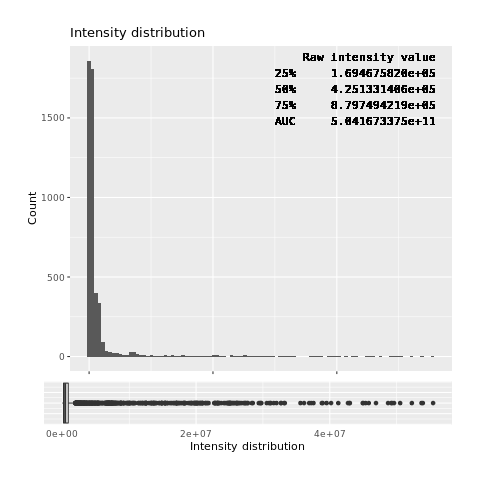 Intensity distribution
Raw intensity value
25% 1.694675820e+05
50% 4.251331406e+05
75% 8.797494219e+05
AUC 5.041673375e+11
1500
1000
500
0
Count
0e+00 2e+07 4e+07
Intensity distribution